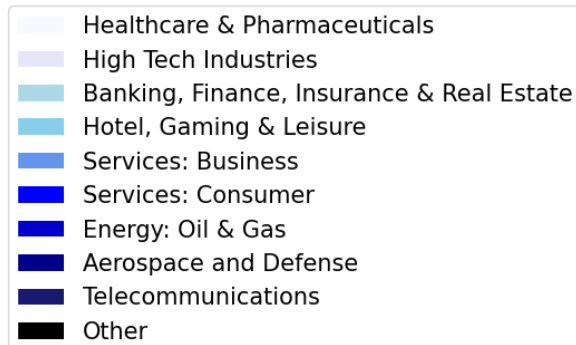 Healthcare & Pharmaceuticals
High Tech Industries
Banking, Finance, Insurance & Real Estate
Hotel, Gaming & Leisure
Services: Business
Services: Consumer
Energy: Oil & Gas
Aerospace and Defense
Telecommunications
Other